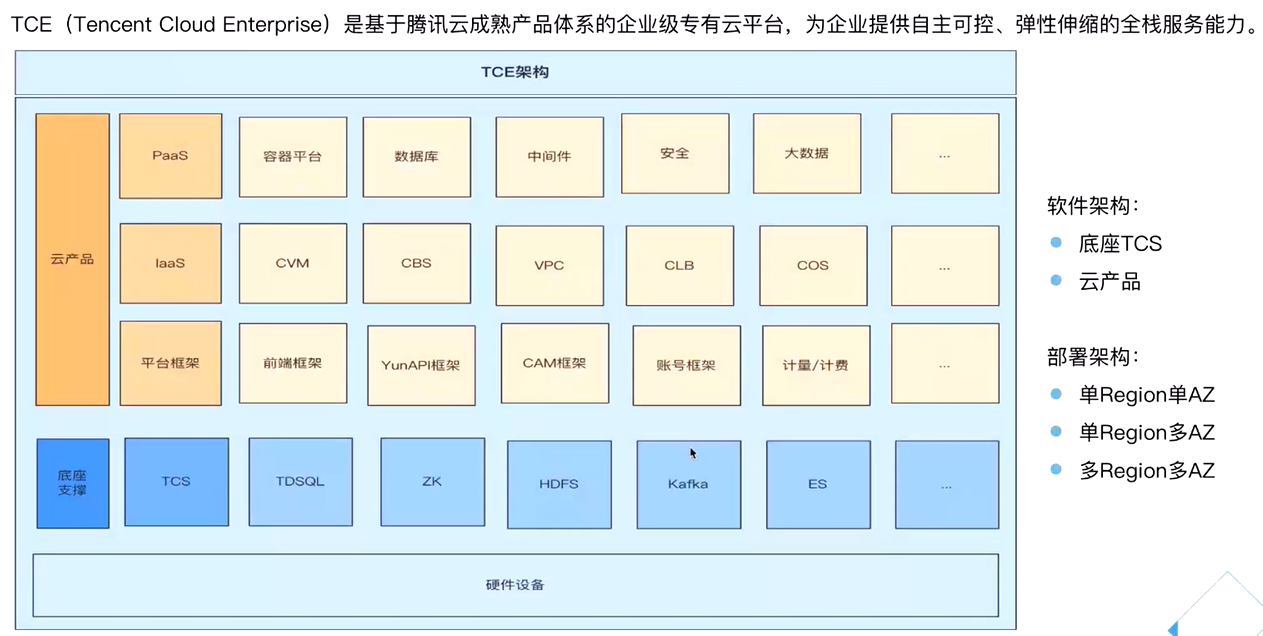 TCE（Tencent Cloud Enterprise）是基于腾讯云成熟产品体系的企业级专有云平台，为企业提供自主可控、弹性伸缩的全栈服务能力。
TCE架构
云产品
PaaS
容器平台
数据库
中间件
安全
大数据
...
IaaS
CVM
CBS
VPC
CLB
COS
...
平台框架
前端框架
YunAPI框架
CAM框架
账号框架
计量/计费
...
底座
支撑
TCS
TDSQL
ZK
HDFS
Kafka
ES
...
硬件设备
软件架构：
底座TCS
云产品
部署架构：
单Region单AZ
单Region多AZ
多Region多AZ